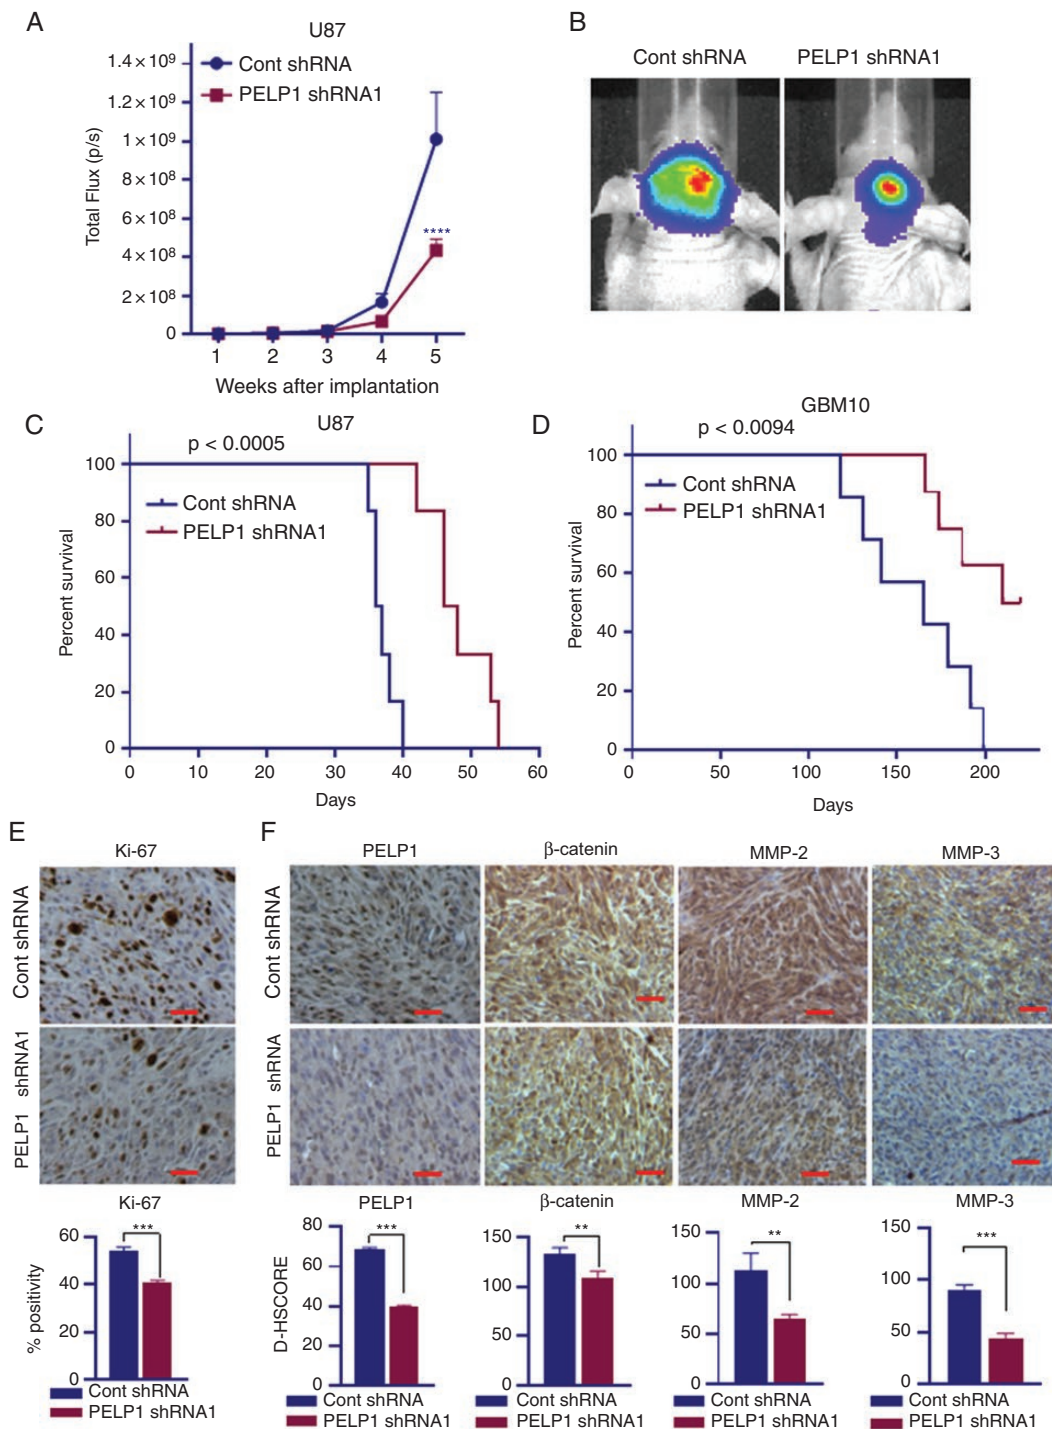 A
U87
1.4×10⁹
1.2×10⁹
1×10⁹
8×10⁸
6×10⁸
4×10⁸
2×10⁸
0
Total Flux (p/s)
Cont shRNA
PELP1 shRNA1
****
1 2 3 4 5
Weeks after implantation
B
Cont shRNA PELP1 shRNA1
C
U87
p < 0.0005
100
80
60
40
20
0
Percent survival
Cont shRNA
PELP1 shRNA1
0 10 20 30 40 50 60
Days
D
GBM10
p < 0.0094
100
80
60
40
20
0
Percent survival
Cont shRNA
PELP1 shRNA1
0 50 100 150 200
Days
E
Ki-67
Cont shRNA
PELP1 shRNA1
Ki-67
60
40
20
0
% positivity
***
Cont shRNA
PELP1 shRNA1
F
PELP1 β-catenin MMP-2 MMP-3
Cont shRNA
PELP1 shRNA
PELP1
80
60
40
20
0
D-HSCORE
***
Cont shRNA
PELP1 shRNA1
β-catenin
150
100
50
0
**
Cont shRNA
PELP1 shRNA1
MMP-2
150
100
50
0
**
Cont shRNA
PELP1 shRNA1
MMP-3
150
100
50
0
***
Cont shRNA
PELP1 shRNA1